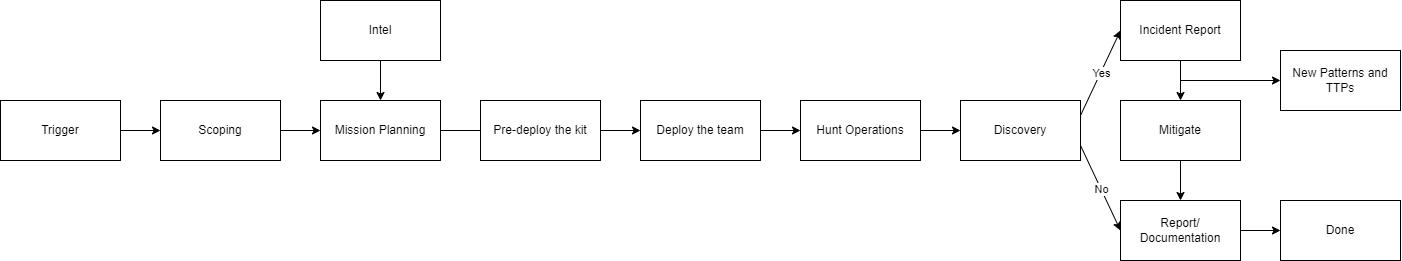 Intel
Incident Report
Yes
New Patterns and
TTPs
Trigger
Scoping
Mission Planning
Pre-deploy the kit
Deploy the team
Hunt Operations
Discovery
Mitigate
No
Report/
Documentation
Done